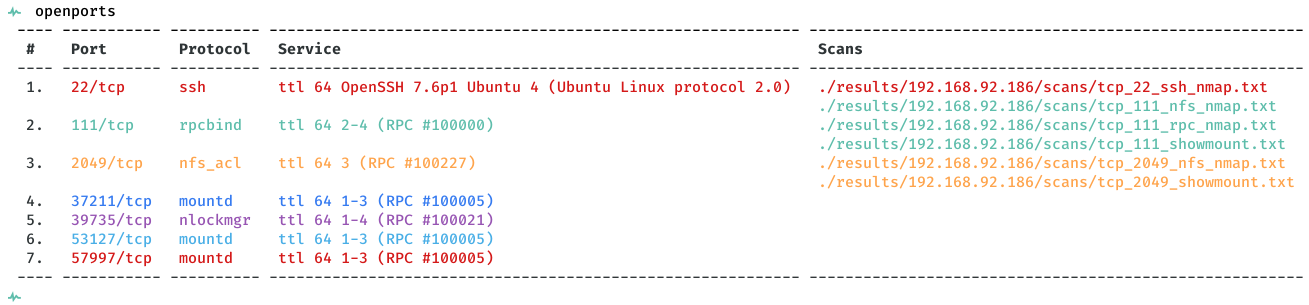 openports
---- ----------- ---------- ----------------------------------------------------------- -------------------------------------------------------
# Port Protocol Service Scans
---- ----------- ---------- ----------------------------------------------------------- -------------------------------------------------------
1. 22/tcp ssh ttl 64 OpenSSH 7.6p1 Ubuntu 4 (Ubuntu Linux protocol 2.0) ./results/192.168.92.186/scans/tcp_22_ssh_nmap.txt
./results/192.168.92.186/scans/tcp_111_nfs_nmap.txt
2. 111/tcp rpcbind ttl 64 2-4 (RPC #100000) ./results/192.168.92.186/scans/tcp_111_rpc_nmap.txt
./results/192.168.92.186/scans/tcp_111_showmount.txt
3. 2049/tcp nfs_acl ttl 64 3 (RPC #100227) ./results/192.168.92.186/scans/tcp_2049_nfs_nmap.txt
./results/192.168.92.186/scans/tcp_2049_showmount.txt
4. 37211/tcp mountd ttl 64 1-3 (RPC #100005)
5. 39735/tcp nlockmgr ttl 64 1-4 (RPC #100021)
6. 53127/tcp mountd ttl 64 1-3 (RPC #100005)
7. 57997/tcp mountd ttl 64 1-3 (RPC #100005)
---- ----------- ---------- ----------------------------------------------------------- -------------------------------------------------------